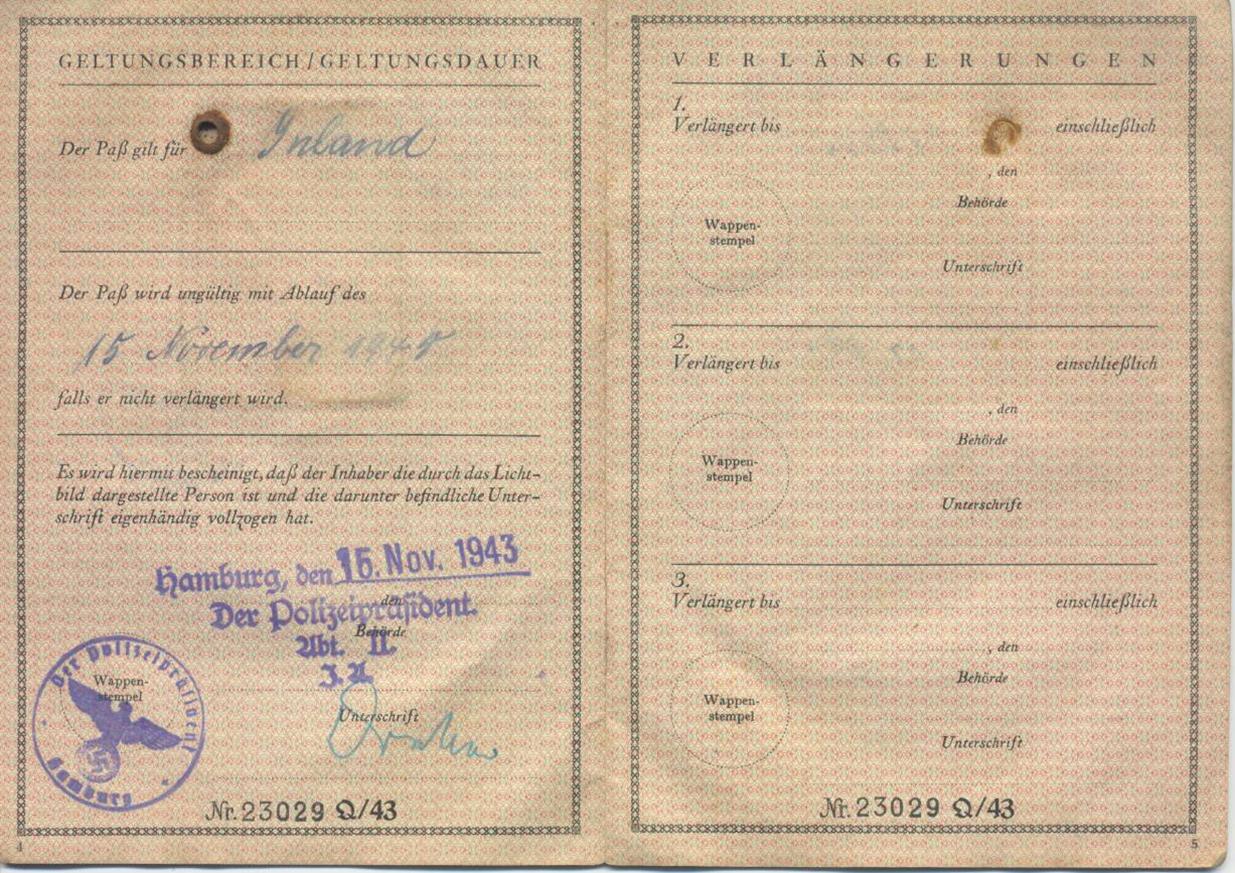 GELTUNGSBEREICH/GELTUNGSDAUER
Der Paß gilt für Inland
Der Paß wird ungültig mit Ablauf des
15 November
falls er nicht verlängert wird.
Es wird hiermit bescheinigt, daß der Inhaber die durch das Licht-
bild dargestellte Person ist und die darunter befindliche Unter-
schrift eigenhändig vollzogen hat.
Hamburg, den 15. Nov. 1943
, den
Der Polizeipräsident.
Behörde
Abt. II.
J. A.
Der Polizeipräsident
Hamburg
Wappen-
stempel
Unterschrift
Nr. 23029 Q/43
4
VERLÄNGERUNGEN
1.
Verlängert bis einschließlich
, den
Behörde
Wappen-
stempel
Unterschrift
2.
Verlängert bis einschließlich
, den
Behörde
Wappen-
stempel
Unterschrift
3.
Verlängert bis einschließlich
, den
Behörde
Wappen-
stempel
Unterschrift
Nr. 23029 Q/43
5